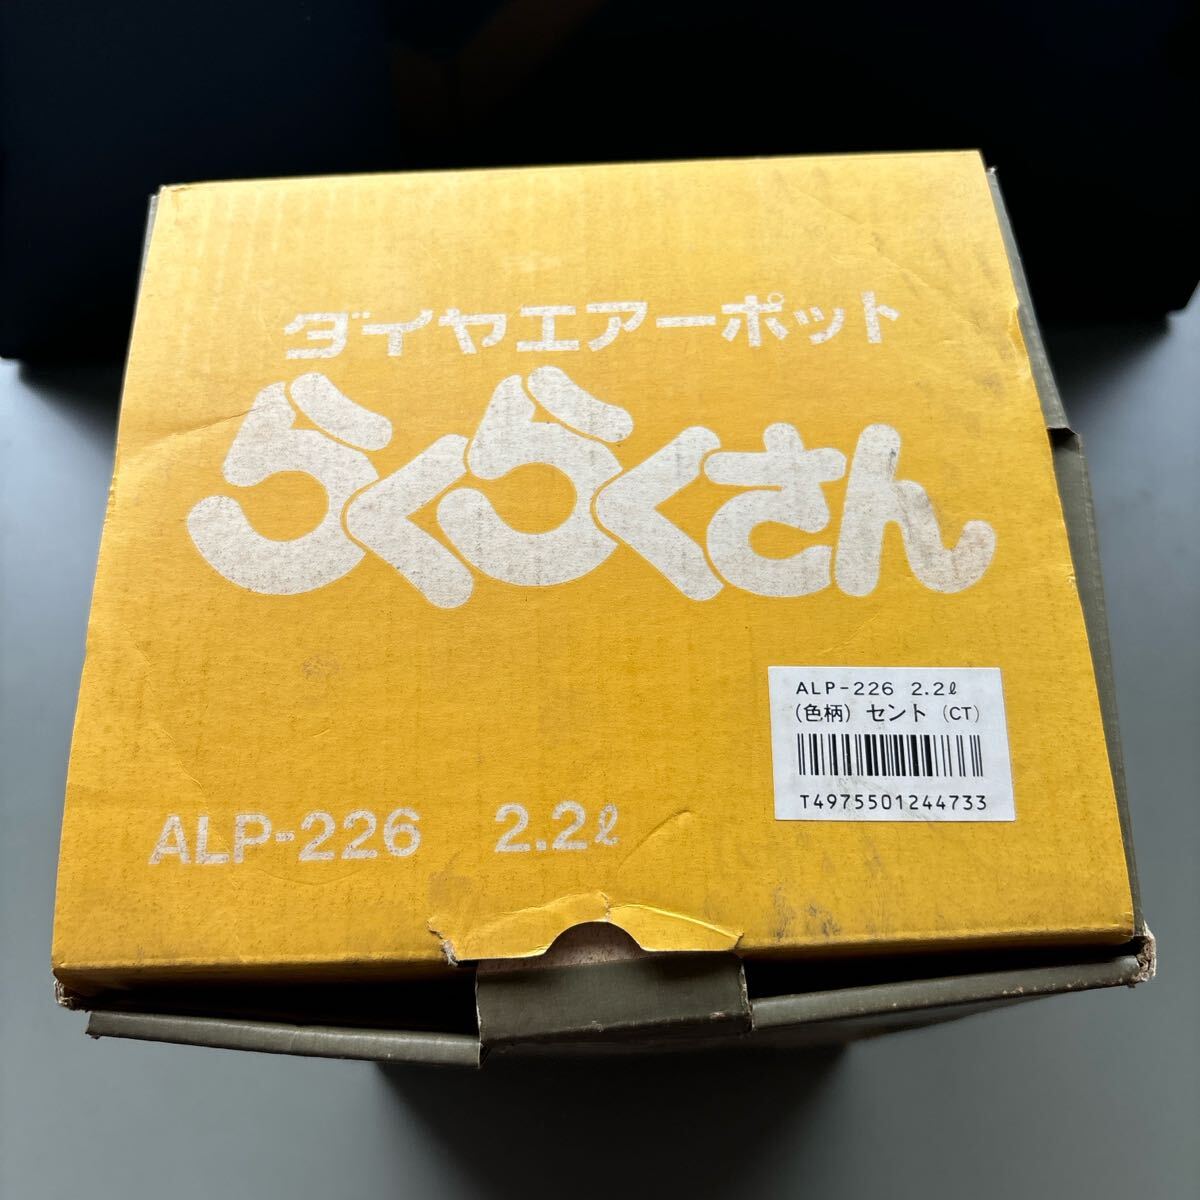 ダイヤエアーポット
らくらくさん
ALP-226 2.2ℓ
(色柄) セント (CT)
T4975501244733
ALP-226 2.2ℓ